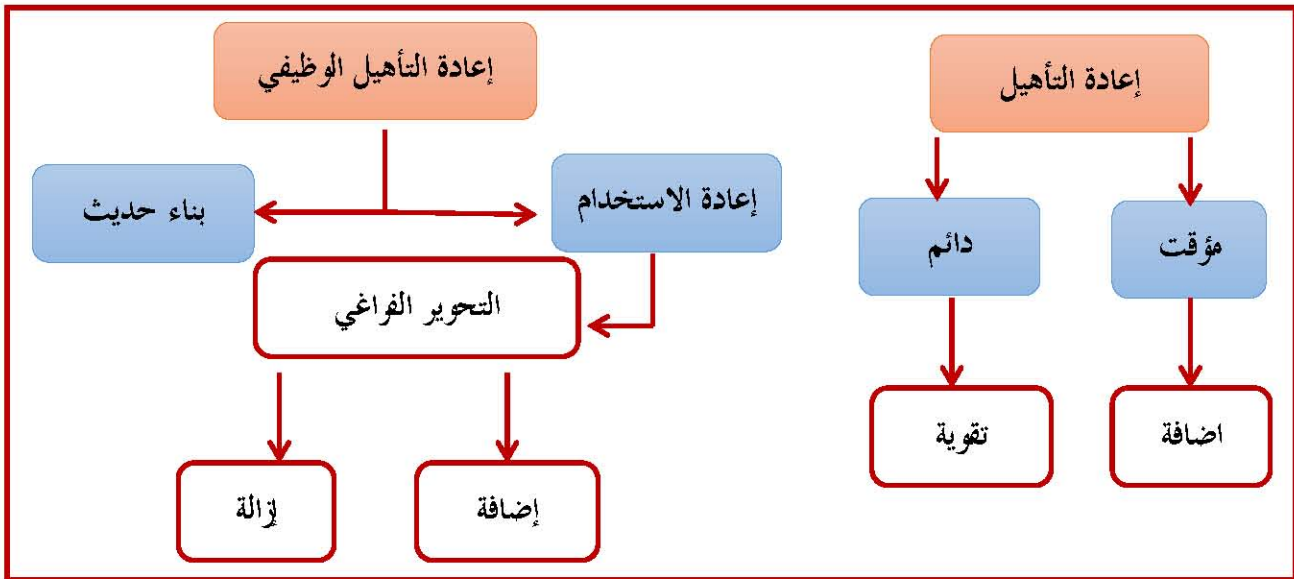 إعادة التأهيل
مؤقت
دائم
اضافة
تقوية
إعادة التأهيل الوظيفي
إعادة الاستخدام
بناء حديث
التحوير الفراغي
إضافة
إزالة